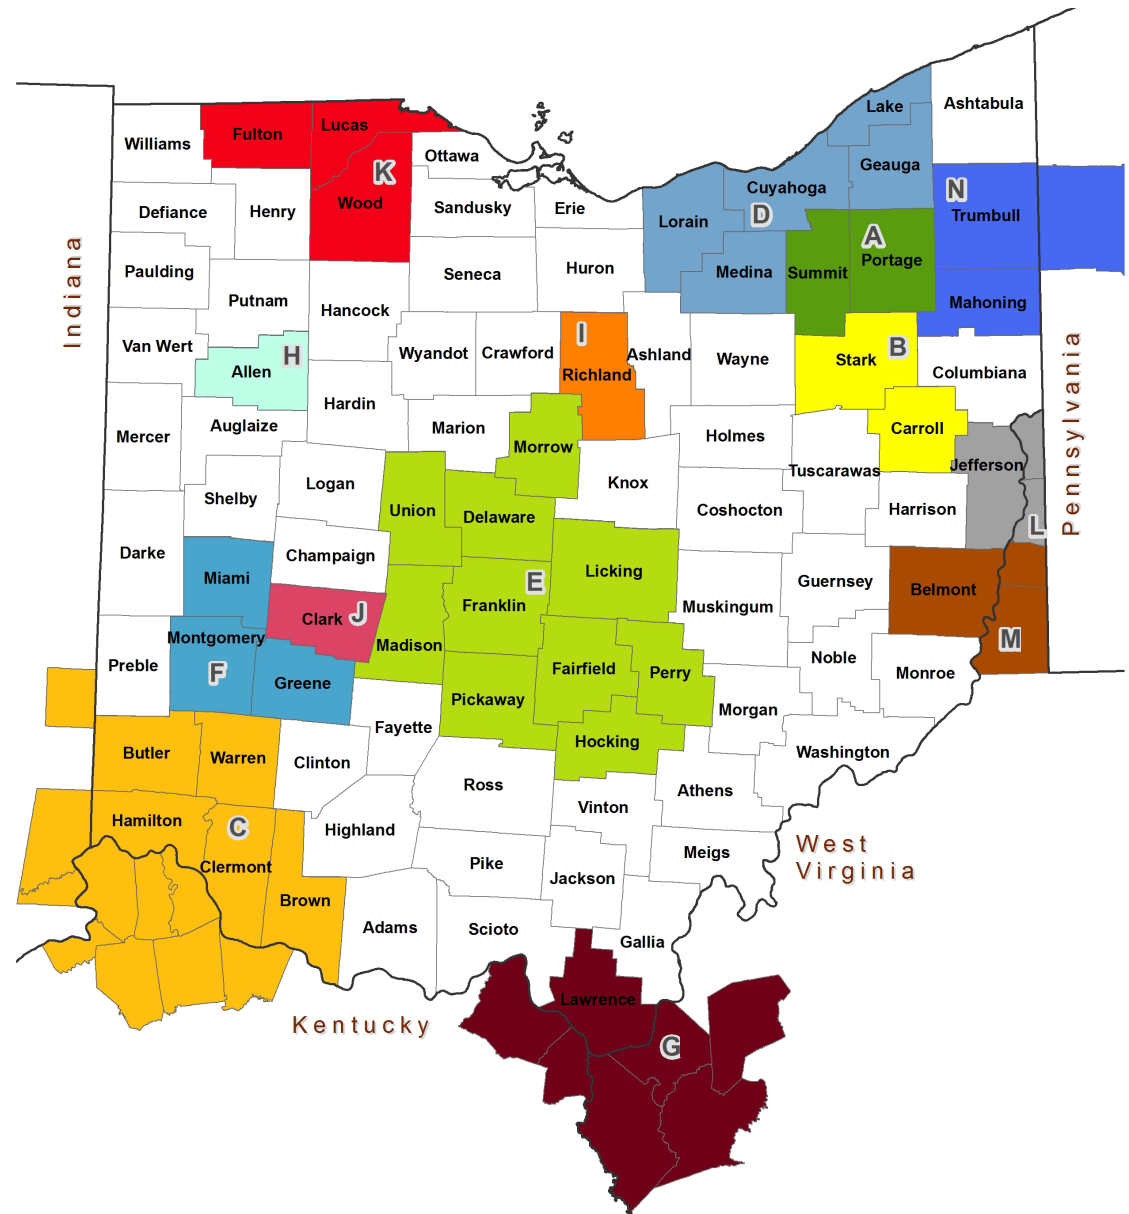 Lake
Ashtabula
Fulton
Lucas
Williams
Ottawa
Geauga
K
Cuyahoga
N
Wood
Sandusky
Erie
Trumbull
Defiance
Henry
D
Lorain
A
Portage
Indiana
Paulding
Seneca
Huron
Medina
Summit
Putnam
Mahoning
Hancock
Van Wert
H
Wyandot
Crawford
I
Ashland
Wayne
Stark
B
Allen
Richland
Columbiana
Pennsylvania
Hardin
Auglaize
Marion
Mercer
Morrow
Holmes
Carroll
Jefferson
Tuscarawas
Logan
Knox
Shelby
Union
Delaware
Coshocton
Harrison
L
Darke
Champaign
Miami
E
Licking
Guernsey
Belmont
Clark
J
Franklin
Muskingum
Montgomery
Madison
M
Preble
F
Greene
Fairfield
Perry
Noble
Monroe
Pickaway
Morgan
Fayette
Butler
Warren
Clinton
Hocking
Washington
Ross
Athens
Hamilton
C
Highland
Vinton
West
Virginia
Clermont
Pike
Meigs
Jackson
Brown
Adams
Scioto
Gallia
Lawrence
Kentucky
G